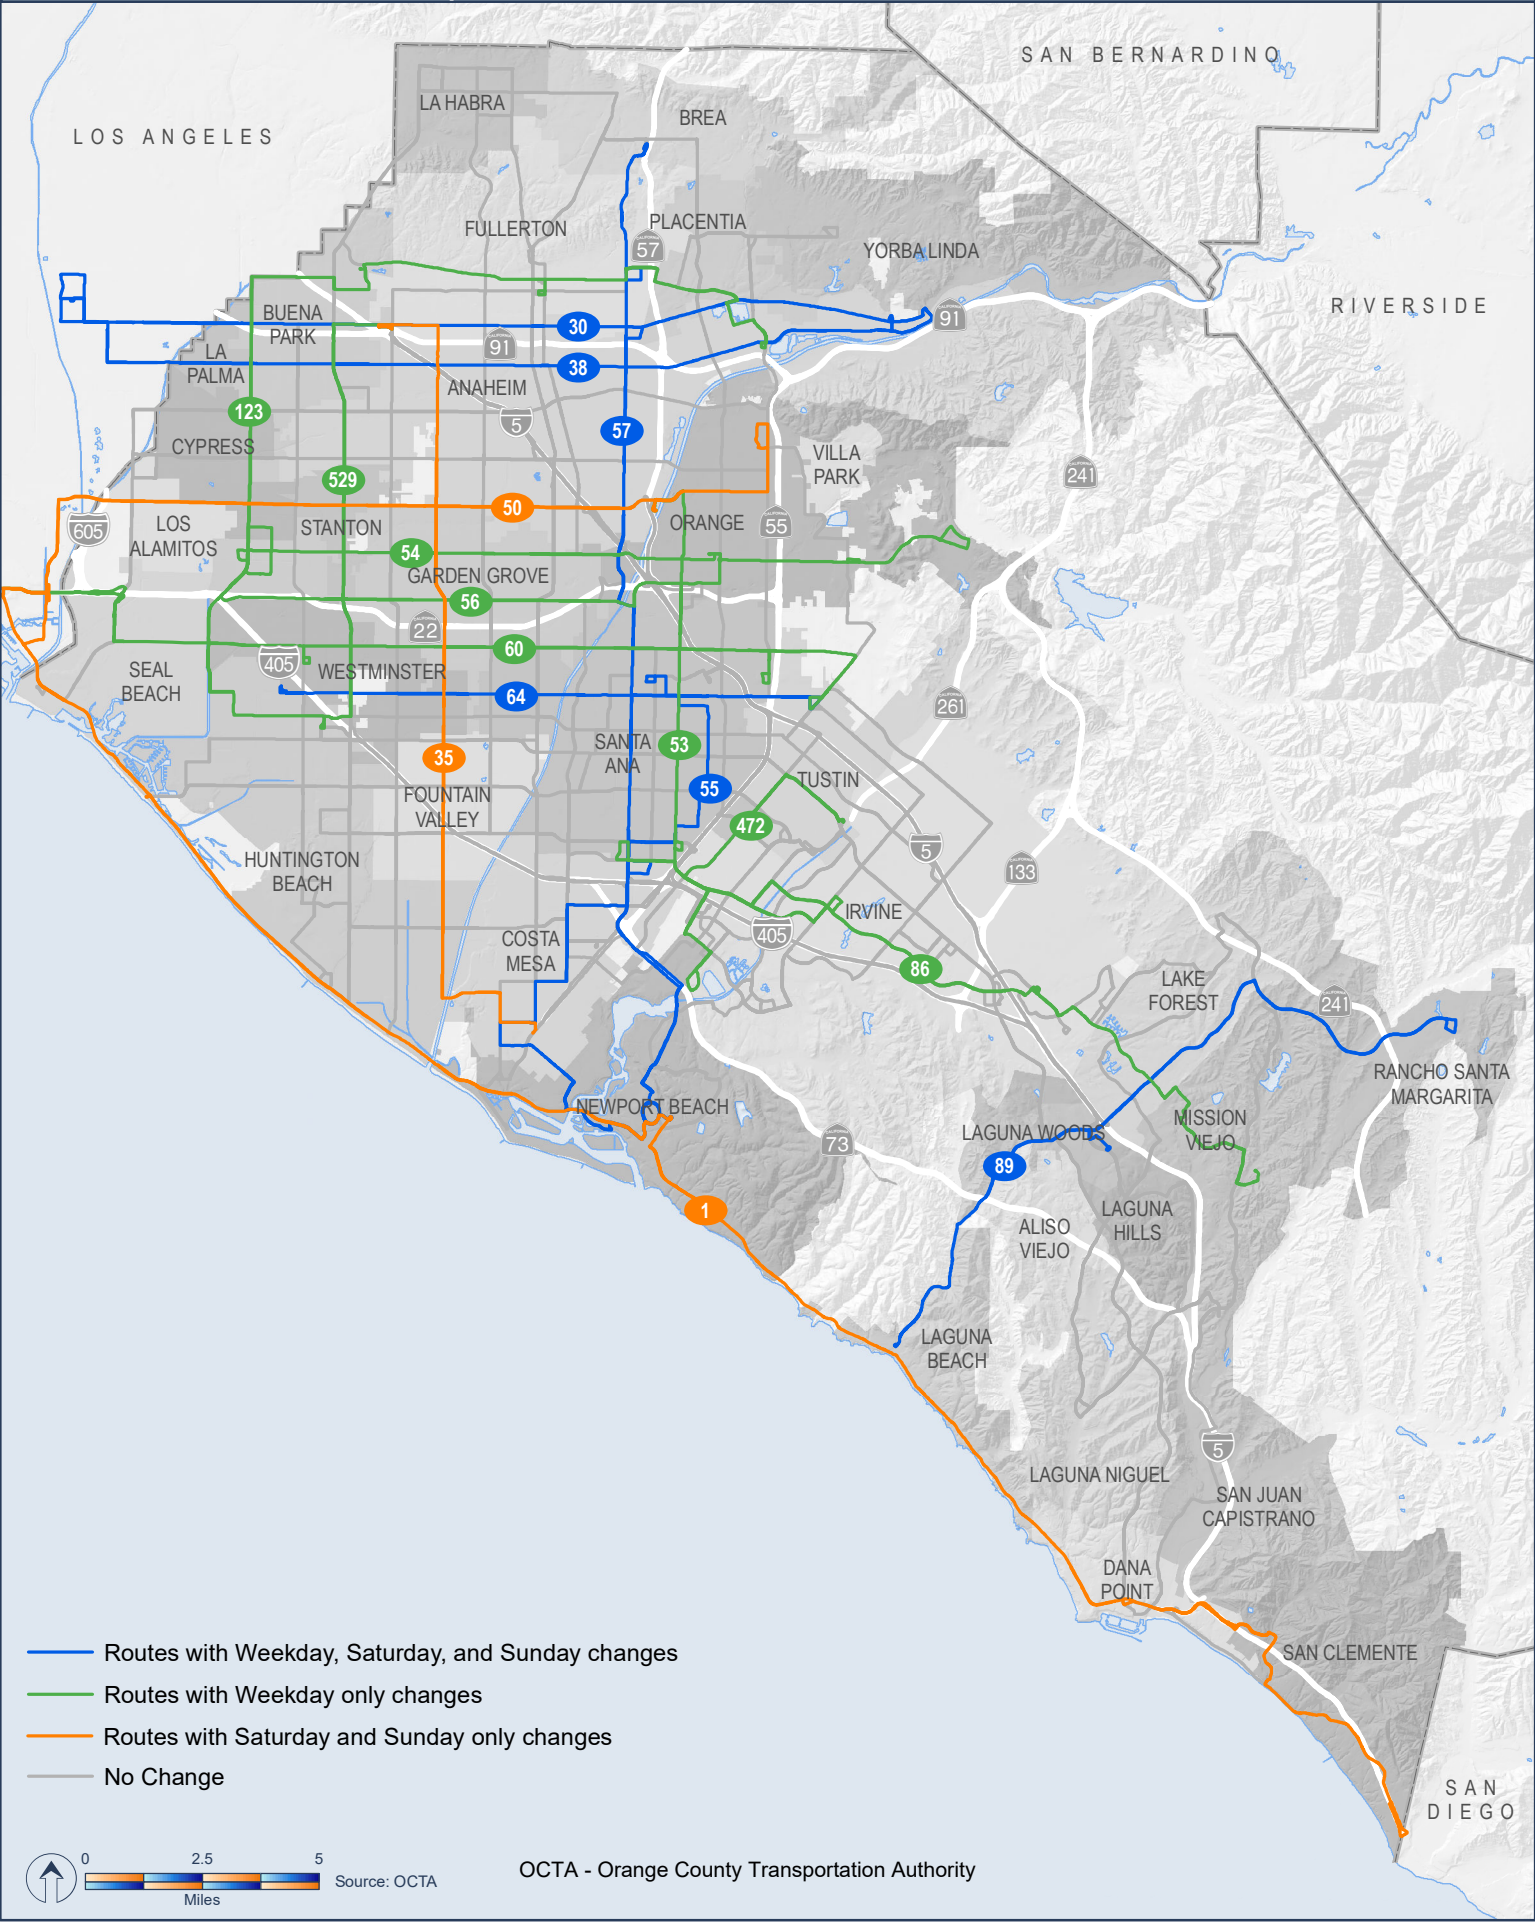 SAN BERNARDINO
LA HABRA
BREA
LOS ANGELES
FULLERTON
PLACENTIA
57
YORBA LINDA
RIVERSIDE
BUENA
PARK
30
91
91
LA
PALMA
38
ANAHEIM
123
5
57
CYPRESS
VILLA
PARK
529
241
50
605
LOS
ALAMITOS
STANTON
ORANGE
55
54
GARDEN GROVE
56
22
60
405
WESTMINSTER
SEAL
BEACH
64
261
SANTA
ANA
53
35
55
TUSTIN
FOUNTAIN
VALLEY
472
5
HUNTINGTON
BEACH
133
IRVINE
405
COSTA
MESA
86
LAKE
FOREST
241
RANCHO SANTA
MARGARITA
NEWPORT BEACH
MISSION
VIEJO
LAGUNA WOODS
73
89
1
LAGUNA
HILLS
ALISO
VIEJO
LAGUNA
BEACH
5
LAGUNA NIGUEL
SAN JUAN
CAPISTRANO
DANA
POINT
SAN CLEMENTE
SAN
DIEGO
Routes with Weekday, Saturday, and Sunday changes
Routes with Weekday only changes
Routes with Saturday and Sunday only changes
No Change
0 2.5 5
Miles
Source: OCTA
OCTA - Orange County Transportation Authority